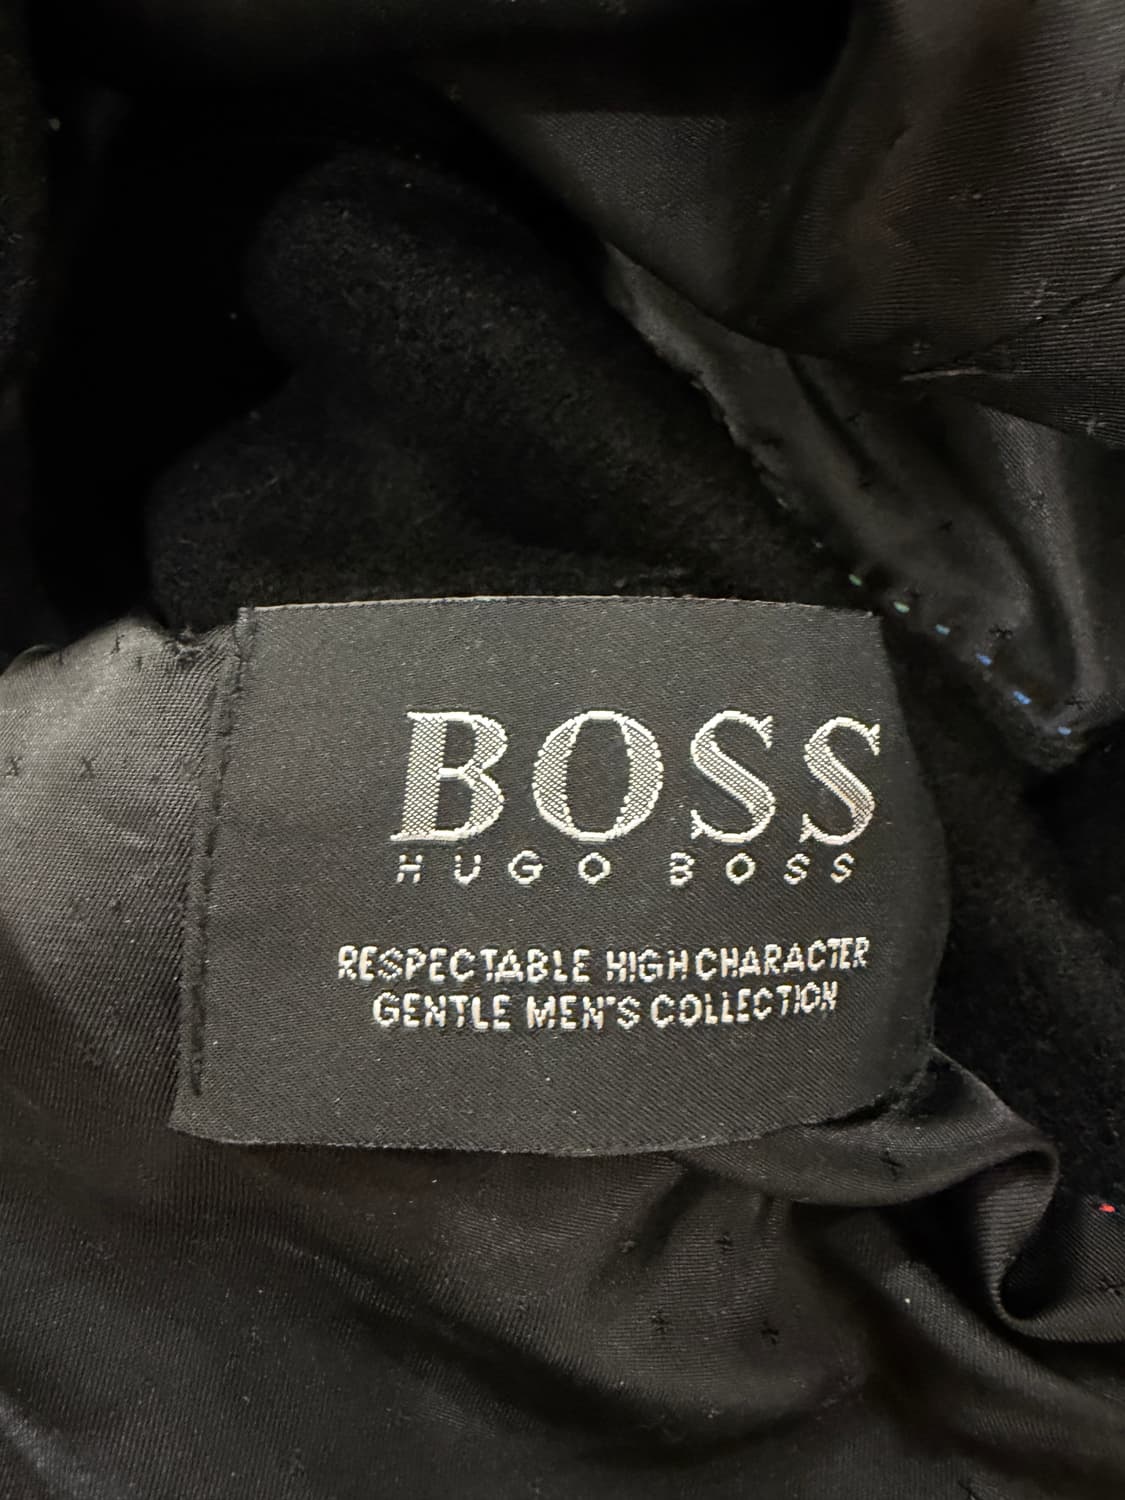 BOSS
HUGO BOSS
RESPECTABLE HIGH CHARACTER
GENTLE MEN'S COLLECTION